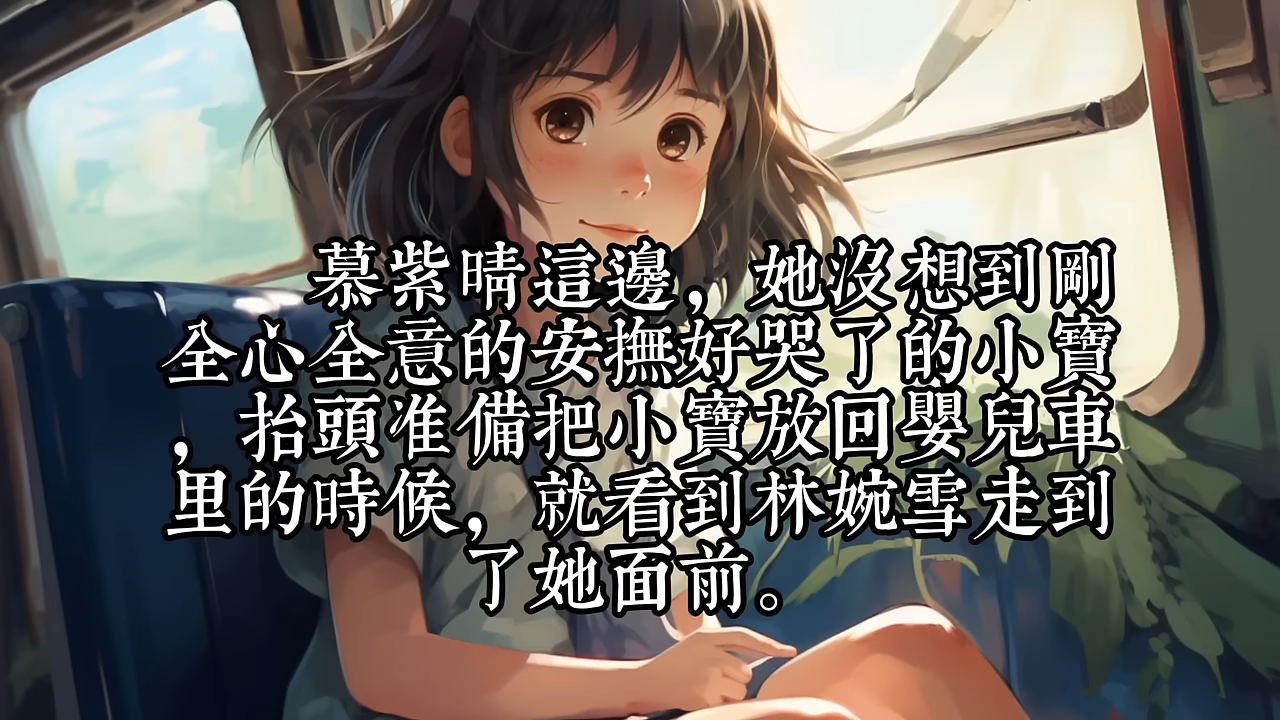 慕紫晴這邊，她沒想到剛
全心全意的安撫好哭了的小寶
，抬頭准備把小寶放回嬰兒車
里的時候，就看到林婉雪走到
了她面前。